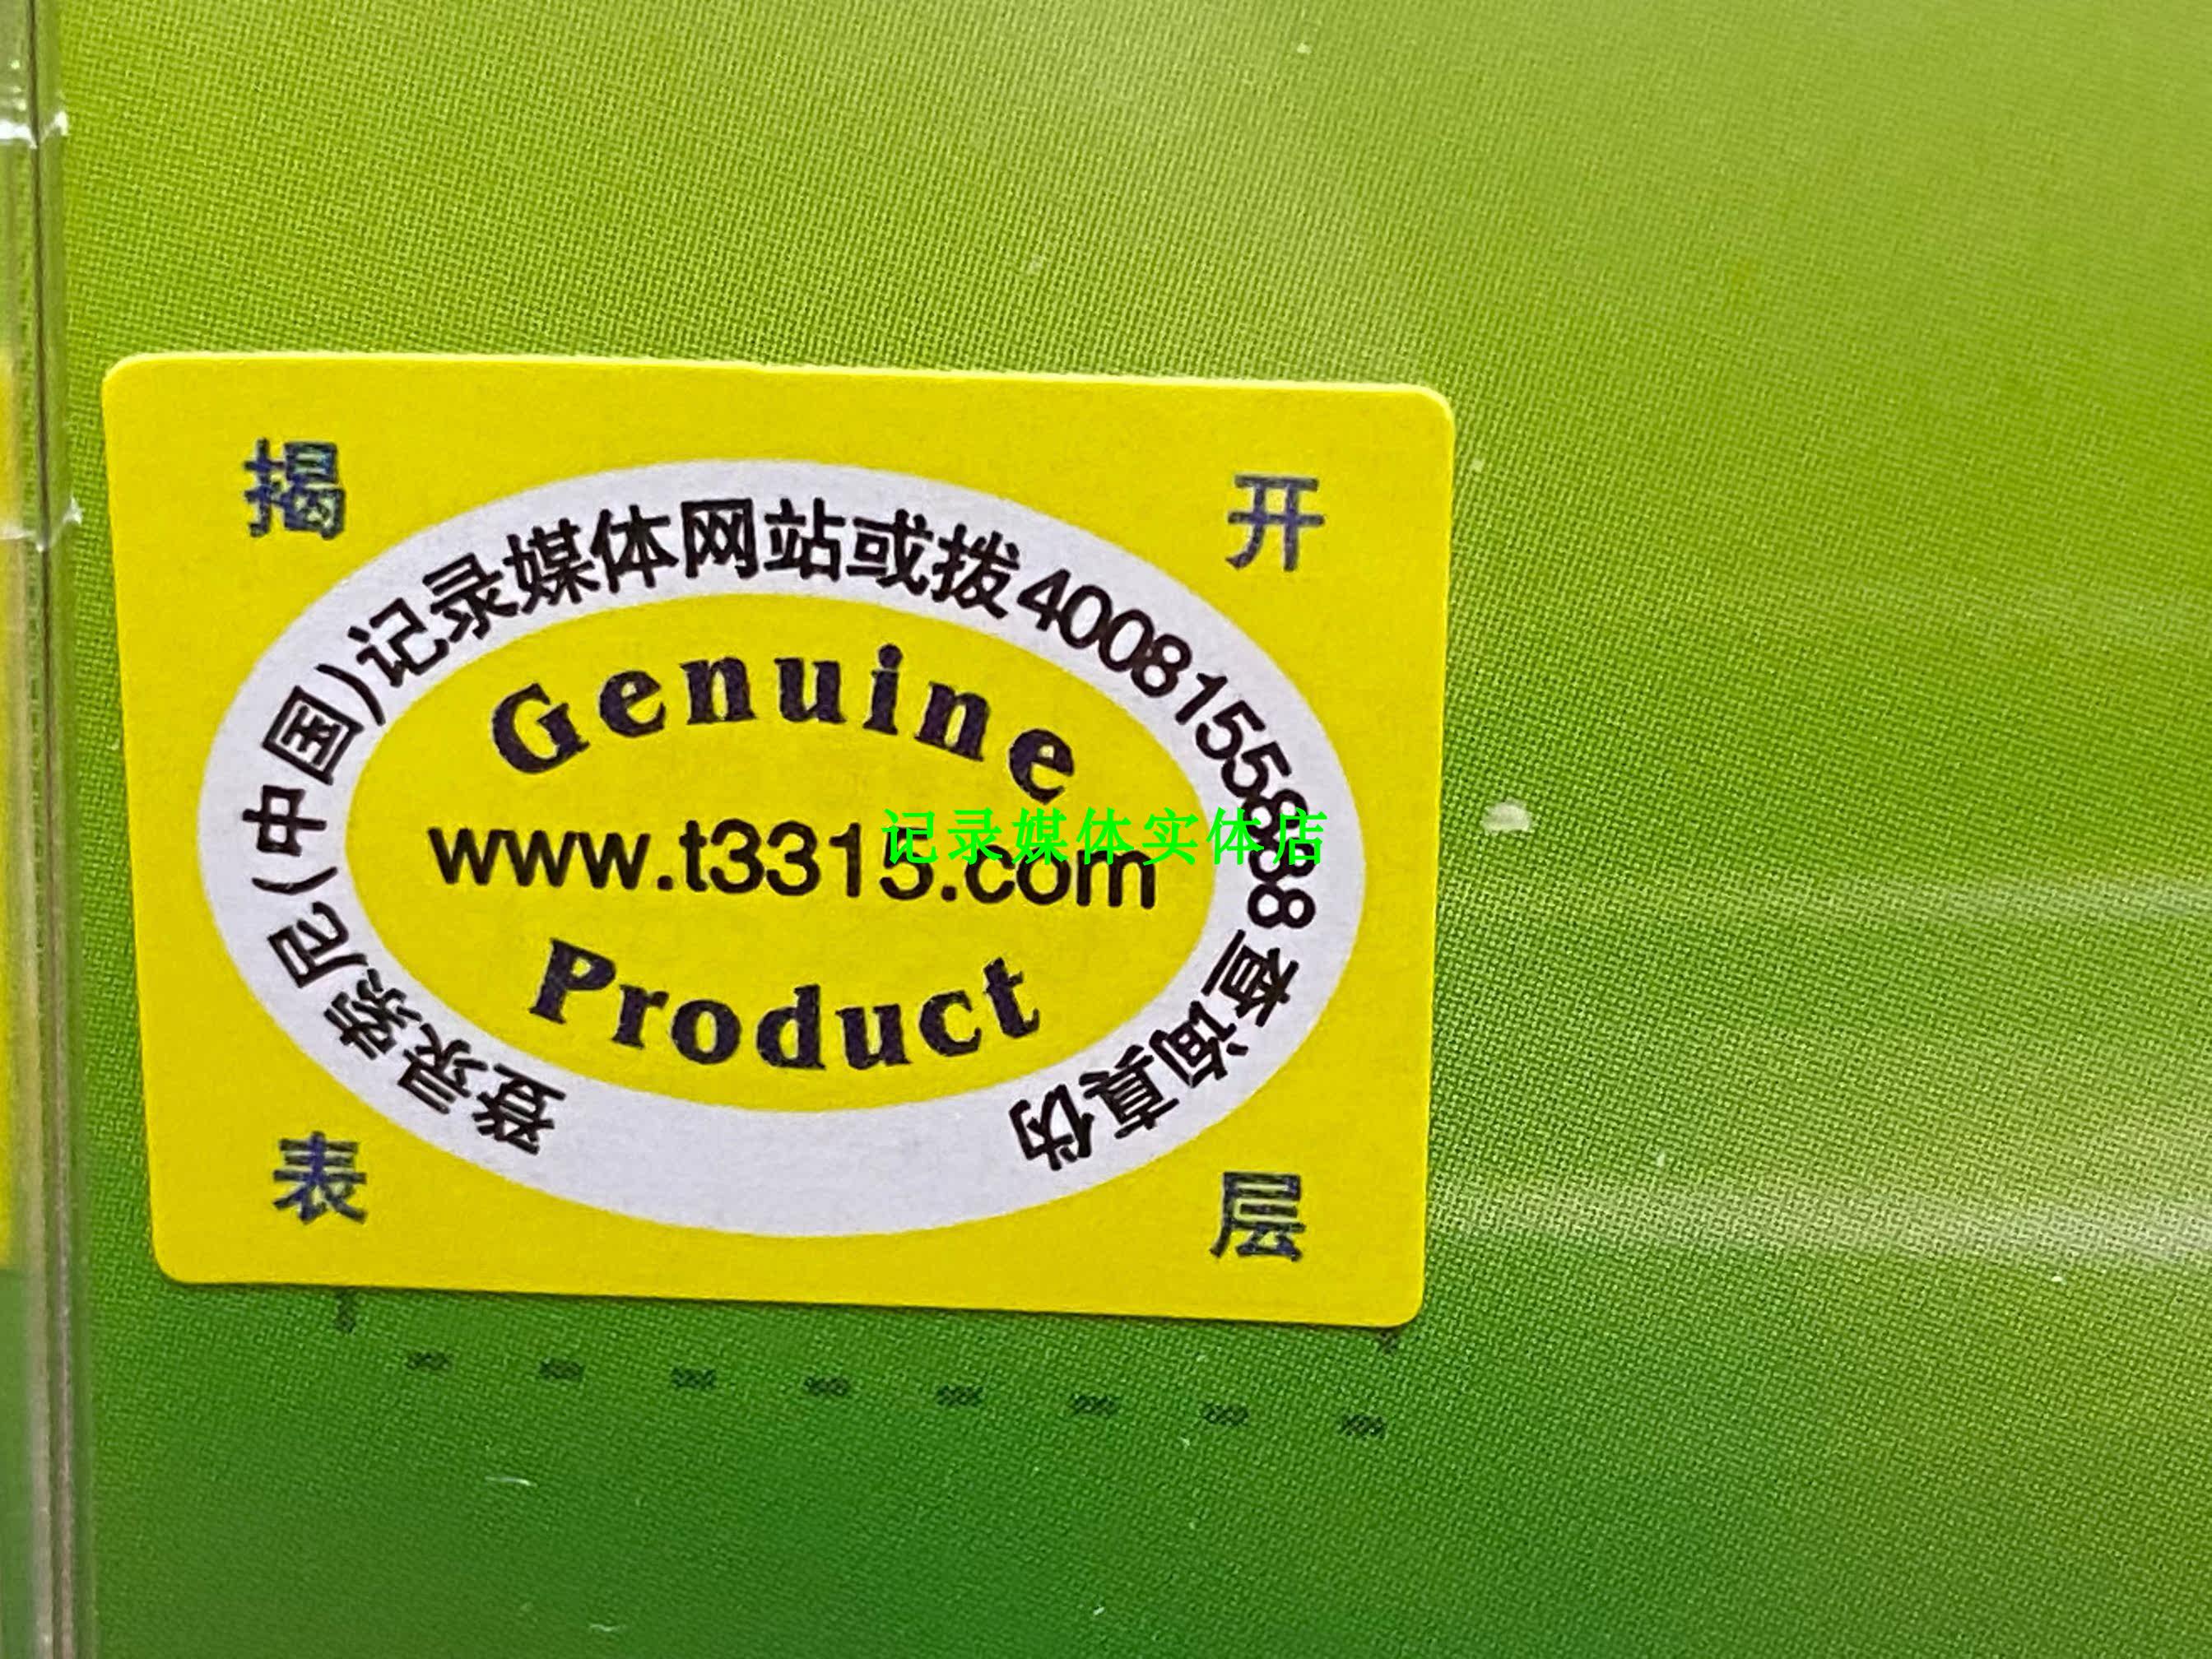 揭 开
登录索尼(中国)记录媒体网站或拨4008155888查询真伪
Genuine
www.t3315.com
Product
记录媒体实体店
表 层